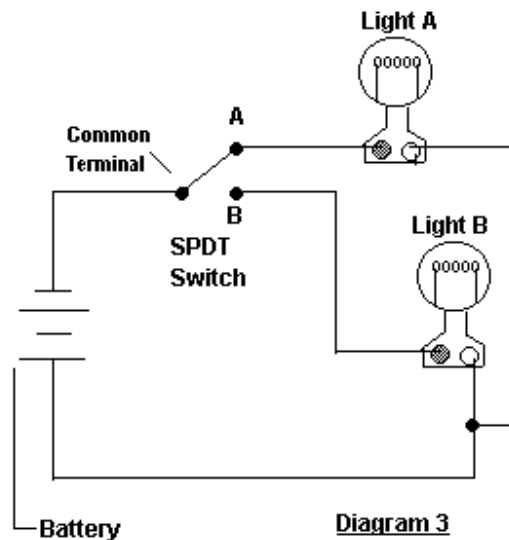 Light A
Common
Terminal
A
B
SPDT
Switch
Light B
Battery
Diagram 3